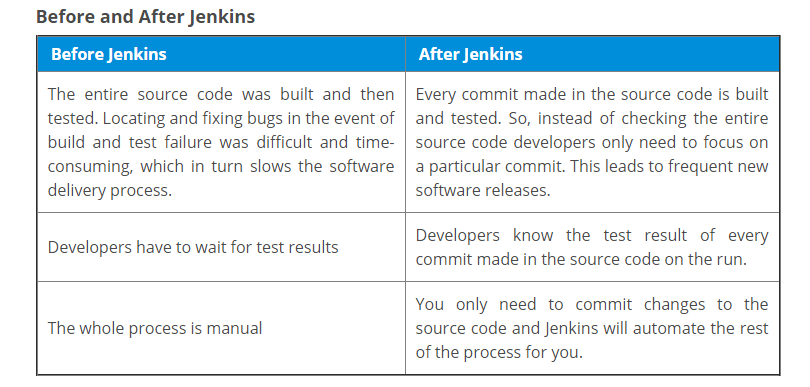 Before and After Jenkins
Before Jenkins
After Jenkins
The entire source code was built and then
tested. Locating and fixing bugs in the event of
build and test failure was difficult and time-
consuming, which in turn slows the software
delivery process.
Every commit made in the source code is built
and tested. So, instead of checking the entire
source code developers only need to focus on
a particular commit. This leads to frequent new
software releases.
Developers have to wait for test results
Developers know the test result of every
commit made in the source code on the run.
The whole process is manual
You only need to commit changes to the
source code and Jenkins will automate the rest
of the process for you.